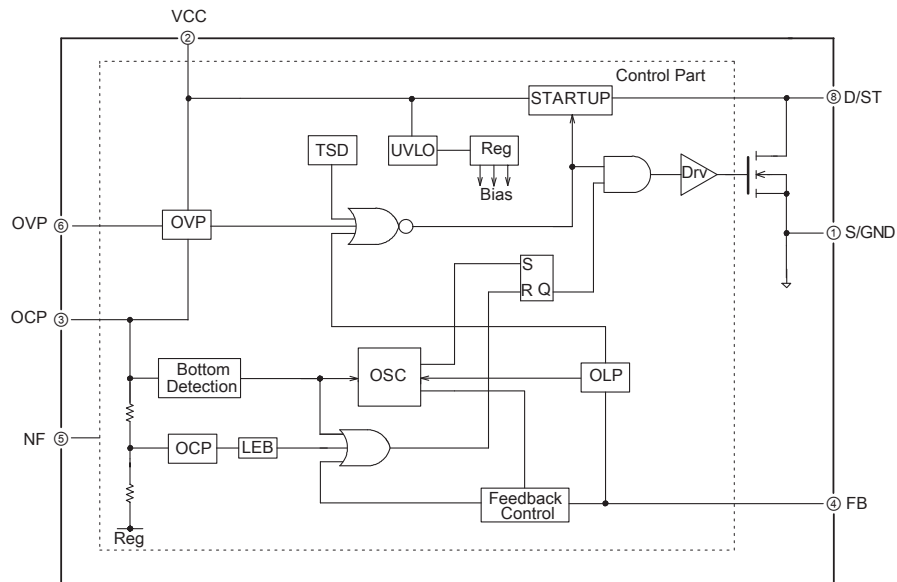 VCC
②
Control Part
STARTUP
⑧ D/ST
TSD
UVLO
Reg
Bias
Drv
OVP ⑥
OVP
① S/GND
S
R Q
OCP ③
Bottom
Detection
OSC
OLP
NF ⑤
OCP
LEB
Feedback
Control
④ FB
Reg